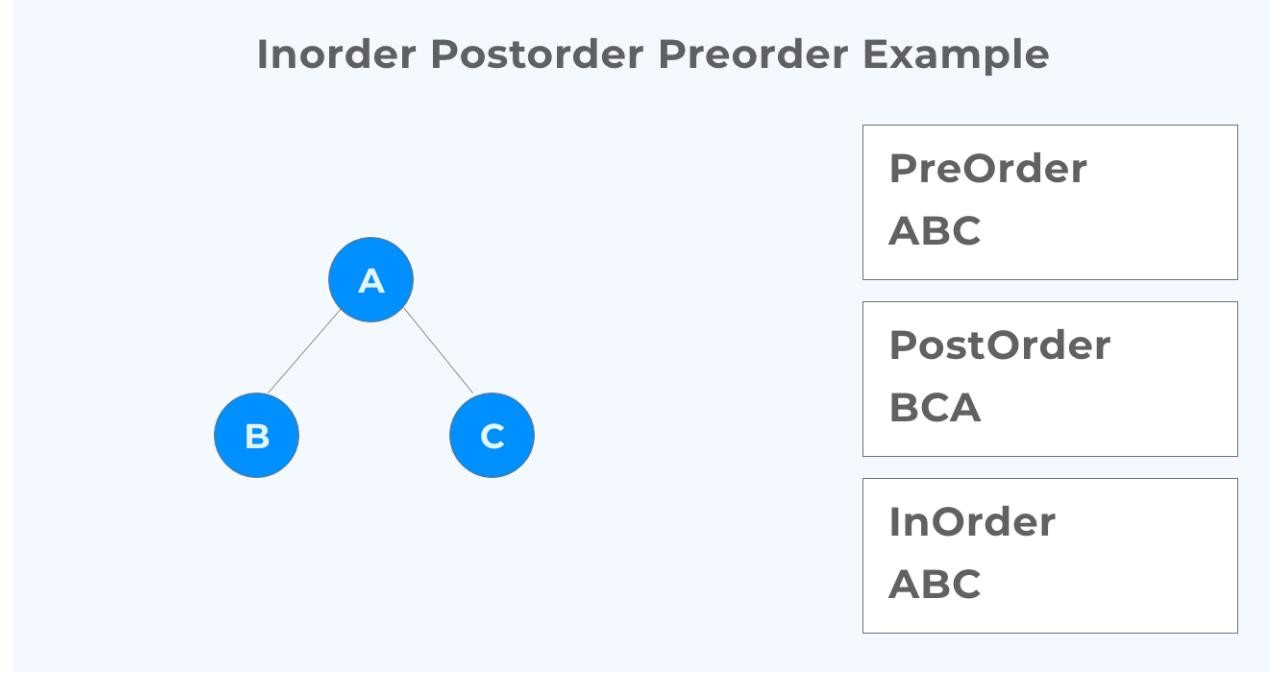 Inorder Postorder Preorder Example
PreOrder
ABC
A
PostOrder
BCA
B
C
InOrder
ABC